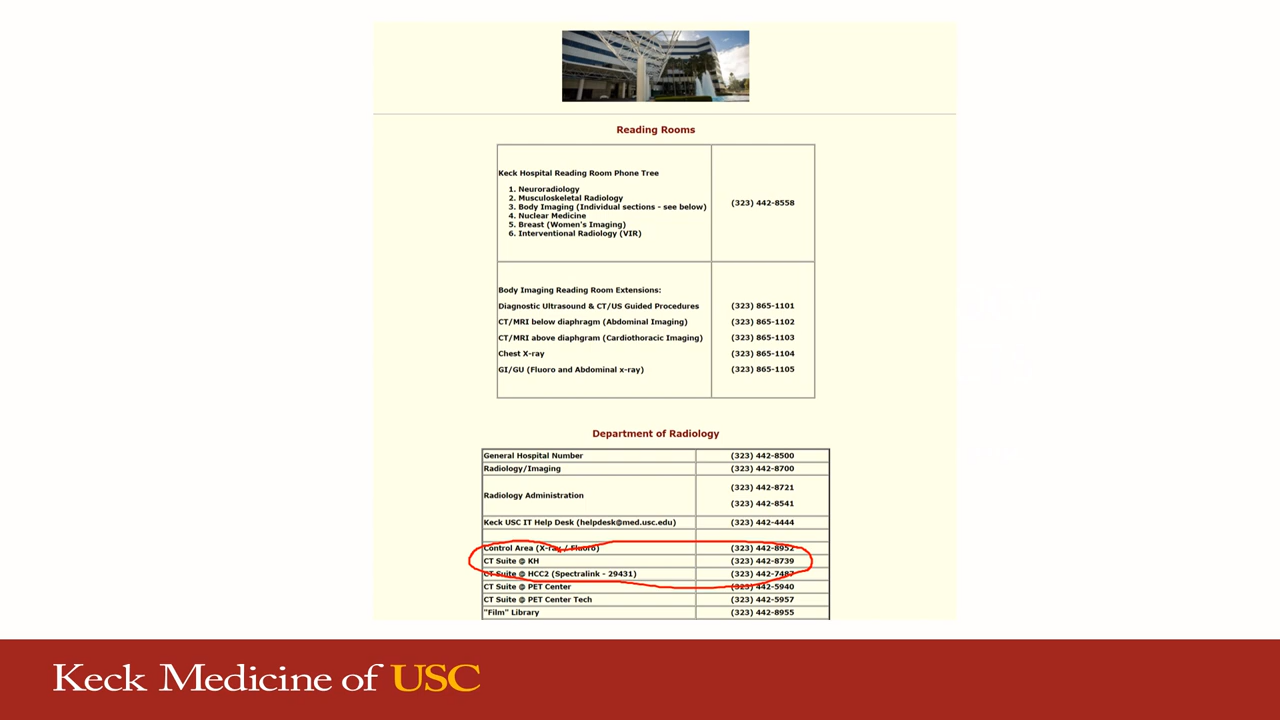 Reading Rooms
Keck Hospital Reading Room Phone Tree
1. Neuroradiology
2. Musculoskeletal Radiology
3. Body Imaging (Individual sections - see below)
4. Nuclear Medicine
5. Breast (Women's Imaging)
6. Interventional Radiology (VIR)
(323) 442-8558
Body Imaging Reading Room Extensions:
Diagnostic Ultrasound & CT/US Guided Procedures (323) 865-1101
CT/MRI below diaphragm (Abdominal Imaging) (323) 865-1102
CT/MRI above diaphgram (Cardiothoracic Imaging) (323) 865-1103
Chest X-ray (323) 865-1104
GI/GU (Fluoro and Abdominal x-ray) (323) 865-1105
Department of Radiology
General Hospital Number (323) 442-8500
Radiology/Imaging (323) 442-8700
Radiology Administration (323) 442-8721
(323) 442-8541
Keck USC IT Help Desk (helpdesk@med.usc.edu) (323) 442-4444
Control Area (X-ray / Fluoro) (323) 442-8952
CT Suite @ KH (323) 442-8739
CT Suite @ HCC2 (Spectralink - 29431) (323) 442-7487
CT Suite @ PET Center (323) 442-5940
CT Suite @ PET Center Tech (323) 442-5957
"Film" Library (323) 442-8955
Keck Medicine of USC